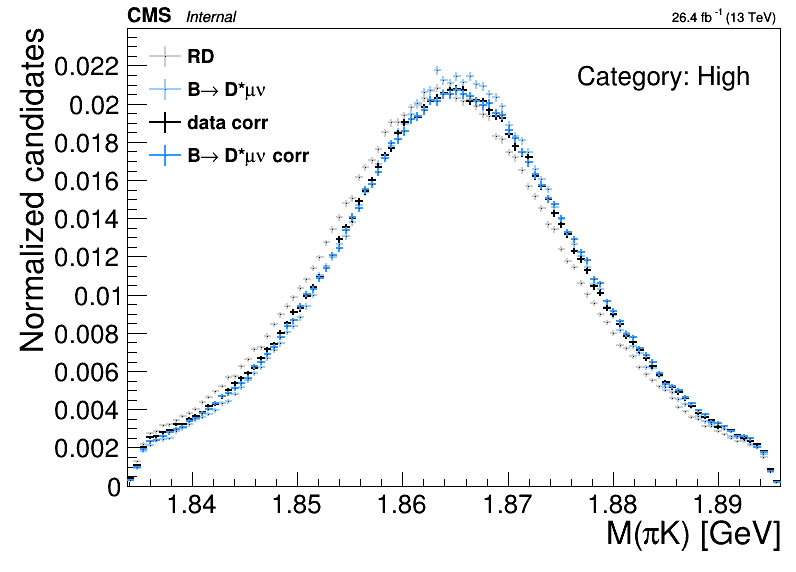 CMS Internal 26.4 fb⁻¹ (13 TeV)
Category: High
RD
B→ D*μν
data corr
B→ D*μν corr
Normalized candidates
0.022
0.02
0.018
0.016
0.014
0.012
0.01
0.008
0.006
0.004
0.002
0
1.84 1.85 1.86 1.87 1.88 1.89
M(πK) [GeV]